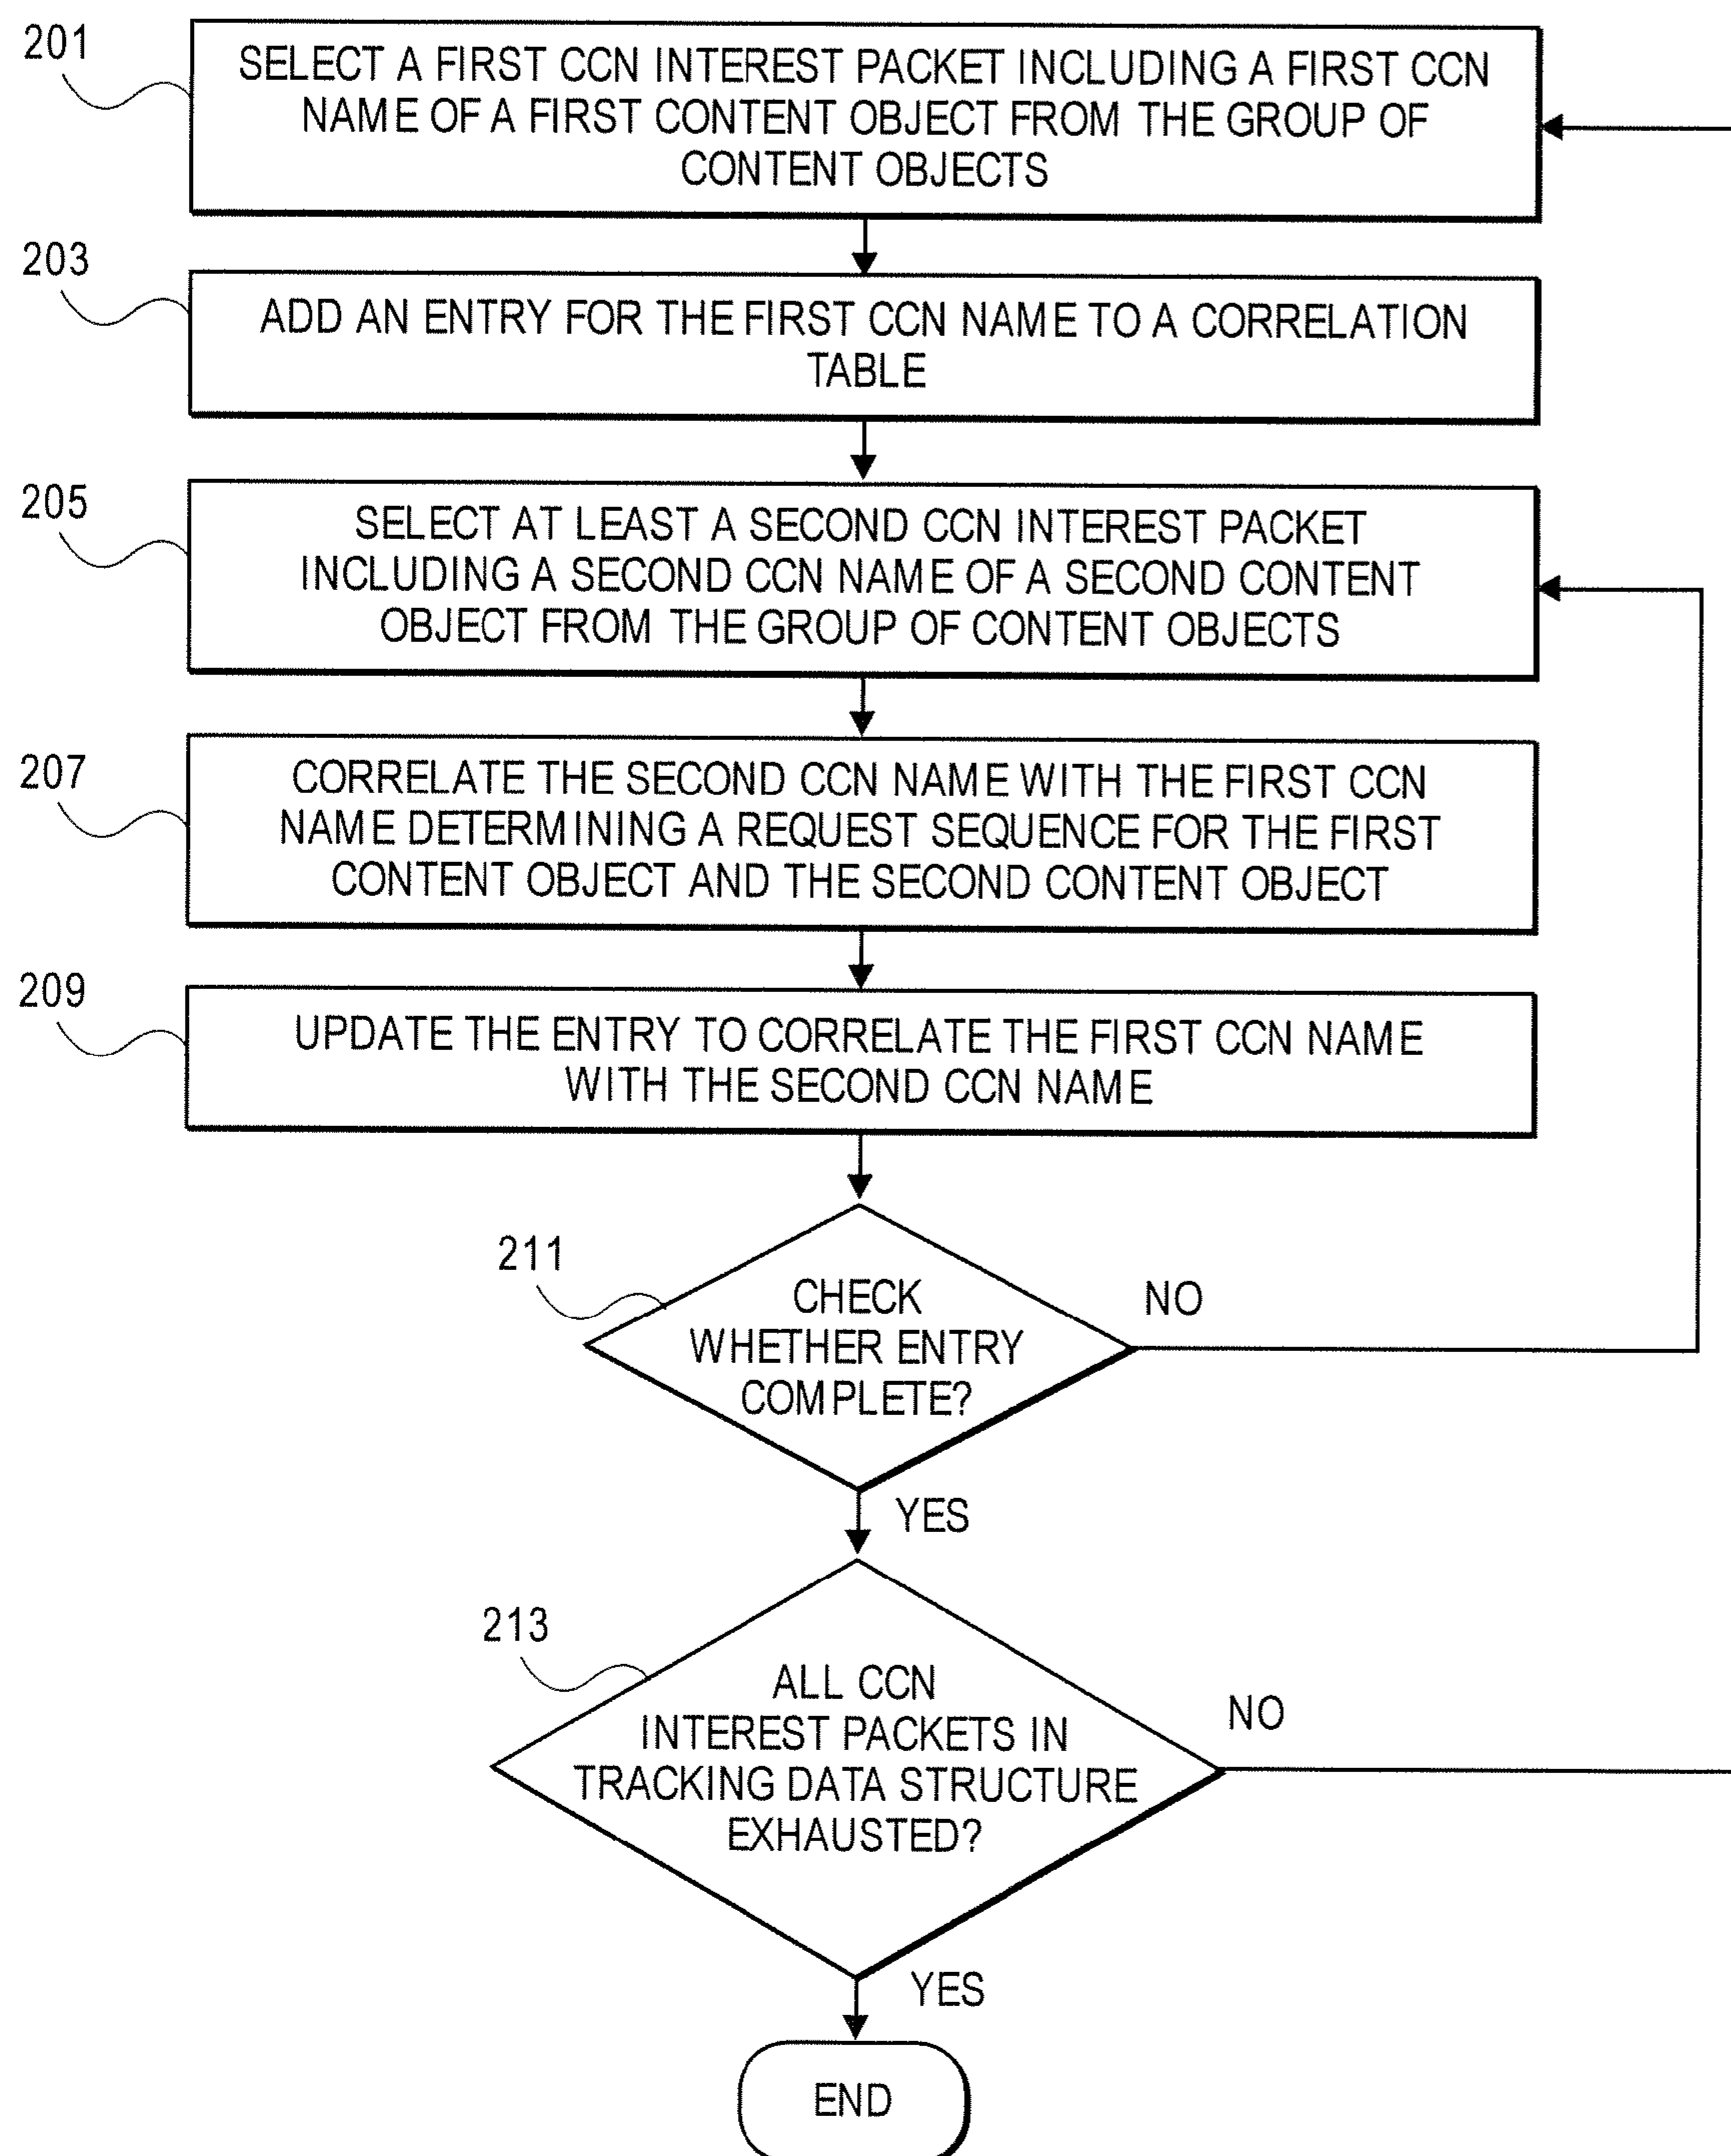 201
SELECT A FIRST CCN INTEREST PACKET INCLUDING A FIRST CCN
NAME OF A FIRST CONTENT OBJECT FROM THE GROUP OF
CONTENT OBJECTS
203
ADD AN ENTRY FOR THE FIRST CCN NAME TO A CORRELATION
TABLE
205
SELECT AT LEAST A SECOND CCN INTEREST PACKET
INCLUDING A SECOND CCN NAME OF A SECOND CONTENT
OBJECT FROM THE GROUP OF CONTENT OBJECTS
207
CORRELATE THE SECOND CCN NAME WITH THE FIRST CCN
NAME DETERMINING A REQUEST SEQUENCE FOR THE FIRST
CONTENT OBJECT AND THE SECOND CONTENT OBJECT
209
UPDATE THE ENTRY TO CORRELATE THE FIRST CCN NAME
WITH THE SECOND CCN NAME
211
CHECK
WHETHER ENTRY
COMPLETE?
NO
YES
213
ALL CCN
INTEREST PACKETS IN
TRACKING DATA STRUCTURE
EXHAUSTED?
NO
YES
END